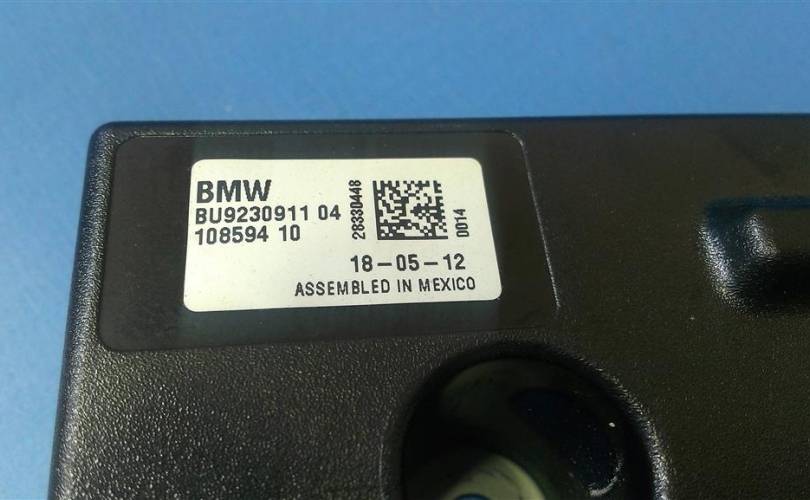 BMW
BU9230911 04
108594 10
28330448
0014
18-05-12
ASSEMBLED IN MEXICO